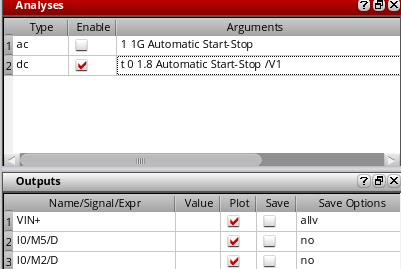 Analyses
Type Enable Arguments
1 ac 1 1G Automatic Start-Stop
2 dc t 0 1.8 Automatic Start-Stop /V1
Outputs
Name/Signal/Expr Value Plot Save Save Options
1 VIN+ allv
2 I0/M5/D no
3 I0/M2/D no